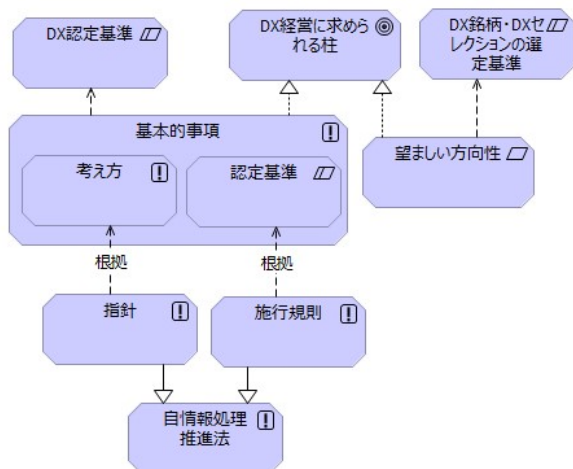 DX認定基準
DX経営に求めら
れる柱
DX銘柄・DXセ
レクションの選
定基準
基本的事項
考え方
認定基準
望ましい方向性
根拠
根拠
指針
施行規則
自情報処理
推進法